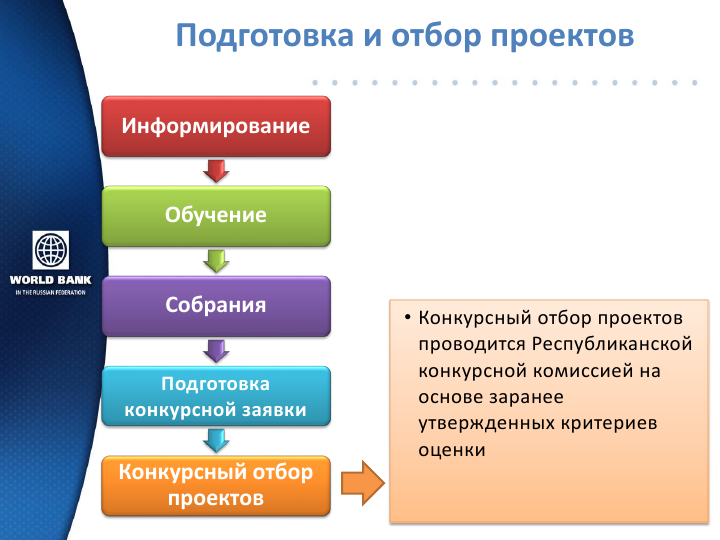 Подготовка и отбор проектов
Информирование
Обучение
Собрания
Подготовка
конкурсной заявки
Конкурсный отбор
проектов
• Конкурсный отбор проектов
проводится Республиканской
конкурсной комиссией на
основе заранее
утвержденных критериев
оценки
WORLD BANK
IN THE RUSSIAN FEDERATION